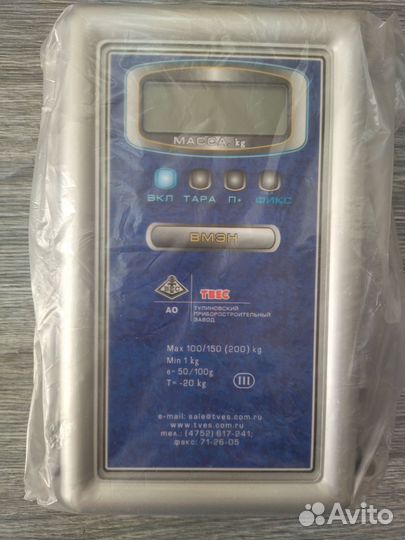 МАССА, kg
ВКЛ ТАРА П* ФИКС
ВМЭН
ТВЕС
АО ТУЛИНОВСКИЙ
ПРИБОРОСТРОИТЕЛЬНЫЙ
ЗАВОД
Max 100/150 (200) kg
Min 1 kg
e= 50/100g
T= -20 kg
III
e-mail: sale@tves.com.ru
www.tves.com.ru
тел.: (4752) 617-241;
факс: 71-26-05
Avito